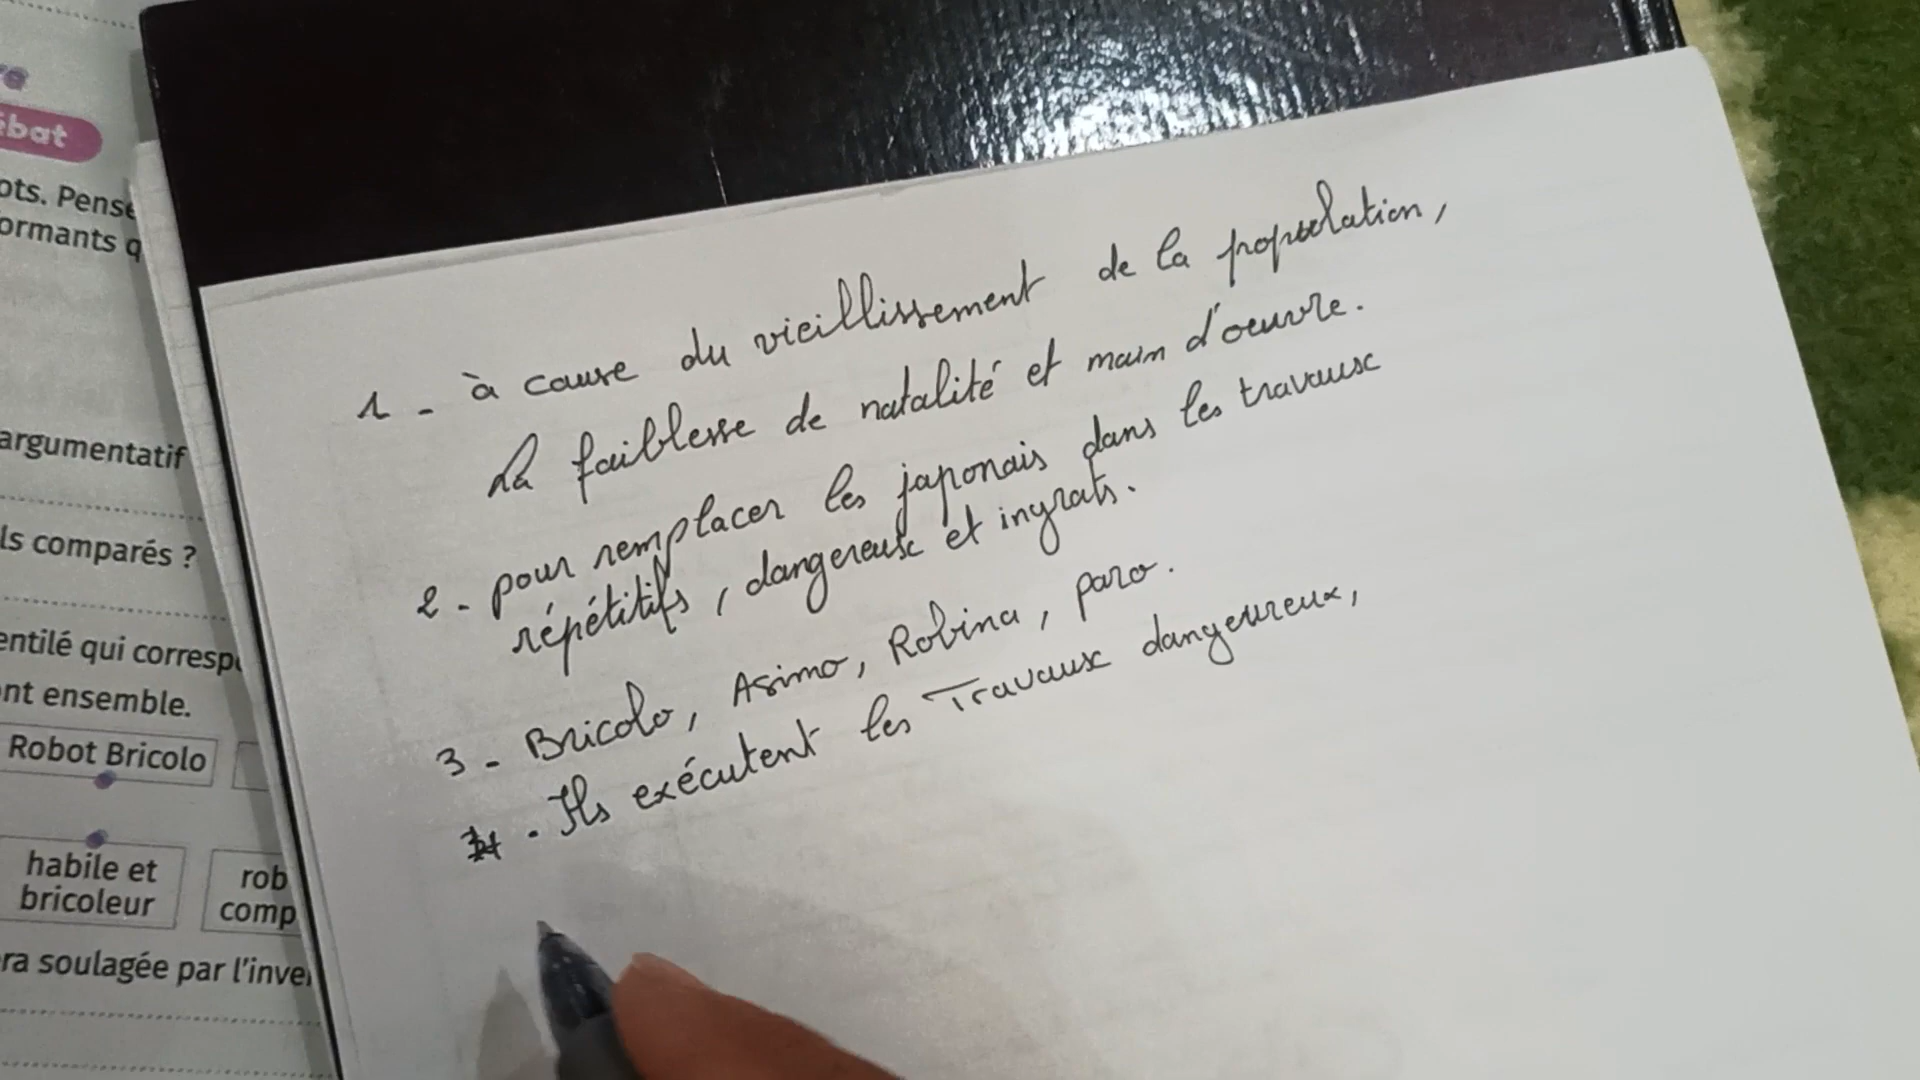 ébat
ots. Pense
ormants q
argumentatif
ls comparés ?
entilé qui corresp
nt ensemble.
Robot Bricolo
habile et
bricoleur
rob
comp
ra soulagée par l'inve
1 - à cause du vieillissement de la population,
La faiblesse de natalité et main d'oeuvre.
2 - pour remplacer les japonais dans les travaux
répétitifs, dangereux et ingrats.
3 - Bricolo, Asimo, Robina, paro.
- Ils exécutent les Travaux dangeureux,